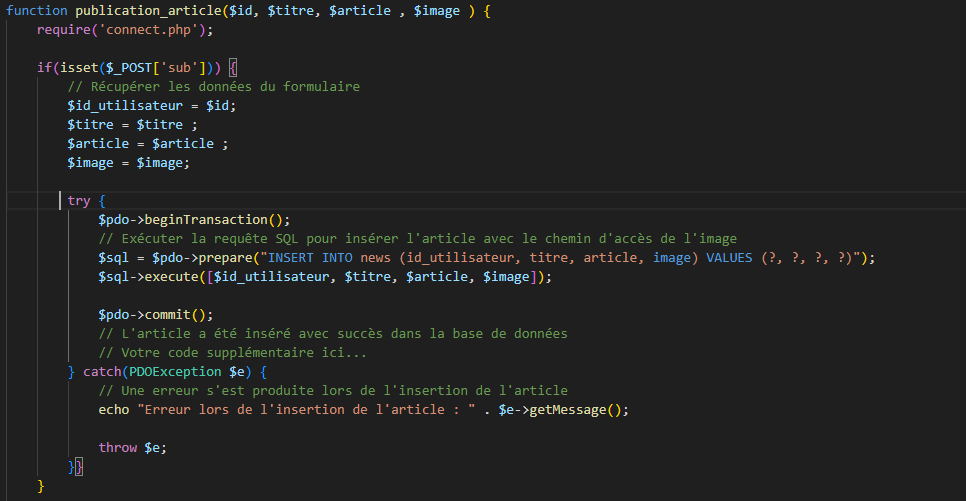 function publication_article($id, $titre, $article , $image ) {
require('connect.php');
if(isset($_POST['sub'])) {
// Récupérer les données du formulaire
$id_utilisateur = $id;
$titre = $titre ;
$article = $article ;
$image = $image;
try {
$pdo->beginTransaction();
// Exécuter la requête SQL pour insérer l'article avec le chemin d'accès de l'image
$sql = $pdo->prepare("INSERT INTO news (id_utilisateur, titre, article, image) VALUES (?, ?, ?, ?)");
$sql->execute([$id_utilisateur, $titre, $article, $image]);
$pdo->commit();
// L'article a été inséré avec succès dans la base de données
// Votre code supplémentaire ici...
} catch(PDOException $e) {
// Une erreur s'est produite lors de l'insertion de l'article
echo "Erreur lors de l'insertion de l'article : " . $e->getMessage();
throw $e;
}}
}